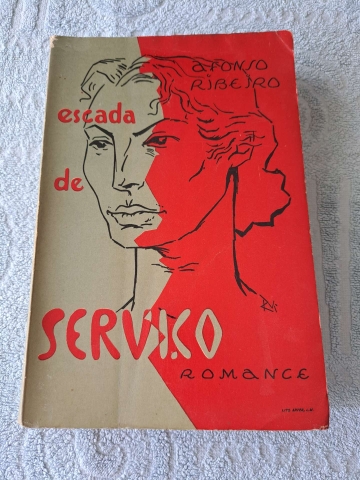 afonso
RIBEIRO
escada
de
SERVIÇO
ROMANCE